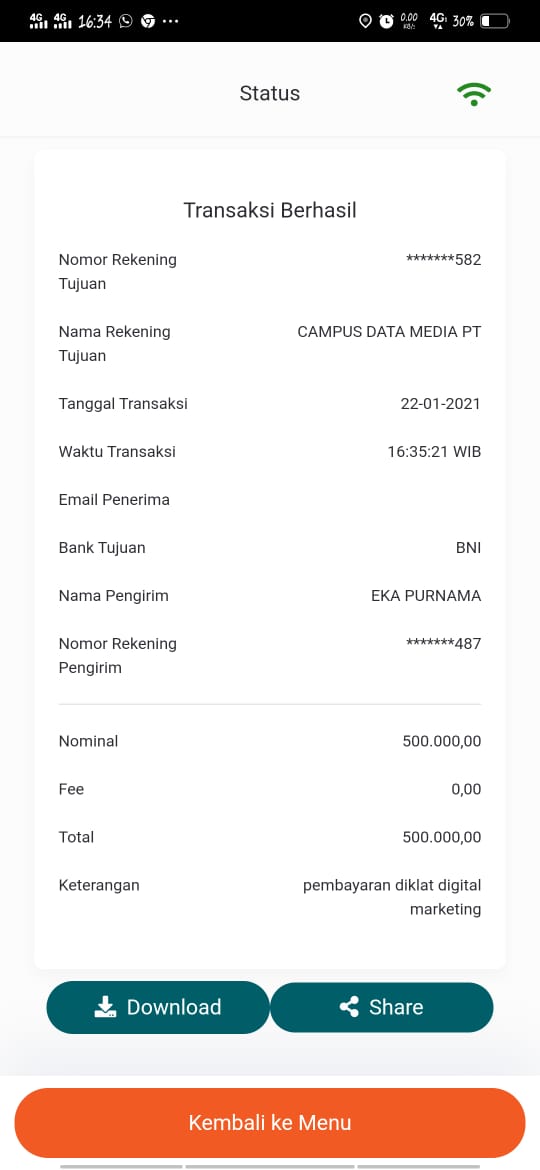 4G 4G 16:34 0.00 4G 30%
KB/s
Status
Transaksi Berhasil
Nomor Rekening Tujuan *******582
Nama Rekening Tujuan CAMPUS DATA MEDIA PT
Tanggal Transaksi 22-01-2021
Waktu Transaksi 16:35:21 WIB
Email Penerima
Bank Tujuan BNI
Nama Pengirim EKA PURNAMA
Nomor Rekening Pengirim *******487
Nominal 500.000,00
Fee 0,00
Total 500.000,00
Keterangan pembayaran diklat digital marketing
Download Share
Kembali ke Menu